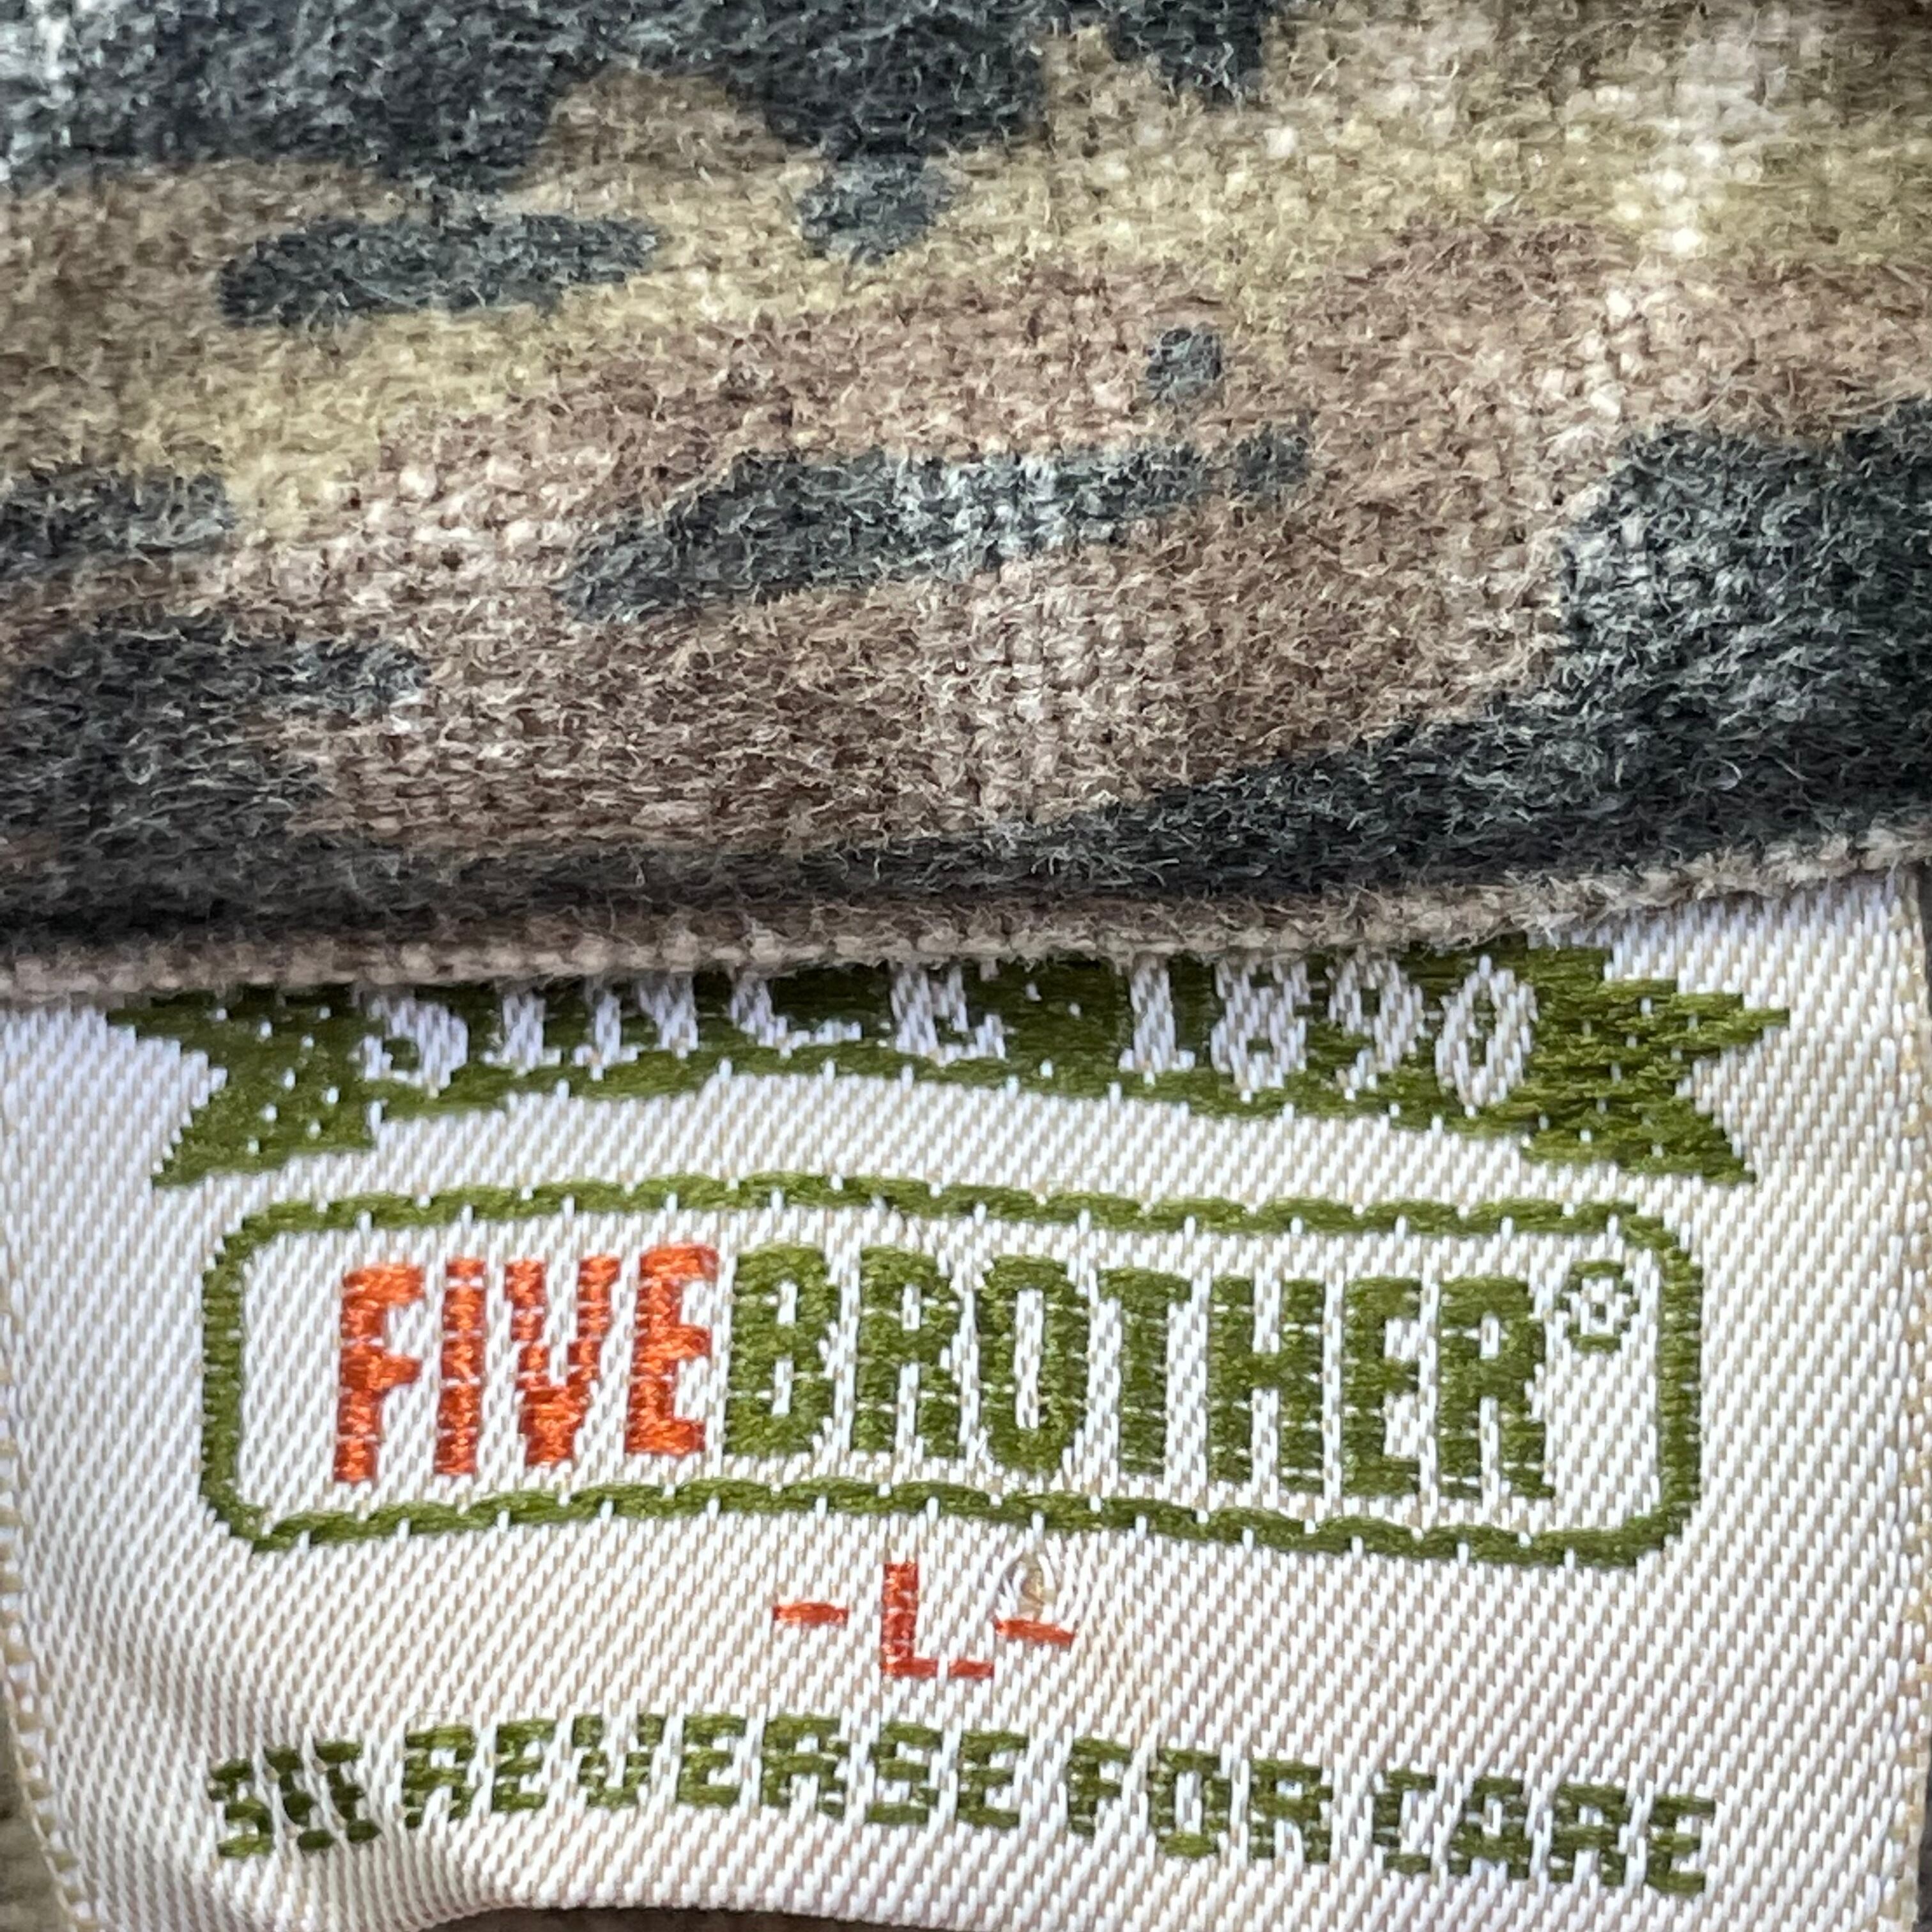 SINCE 1890
FIVEBROTHER®
-L-
SEE REVERSE FOR CARE